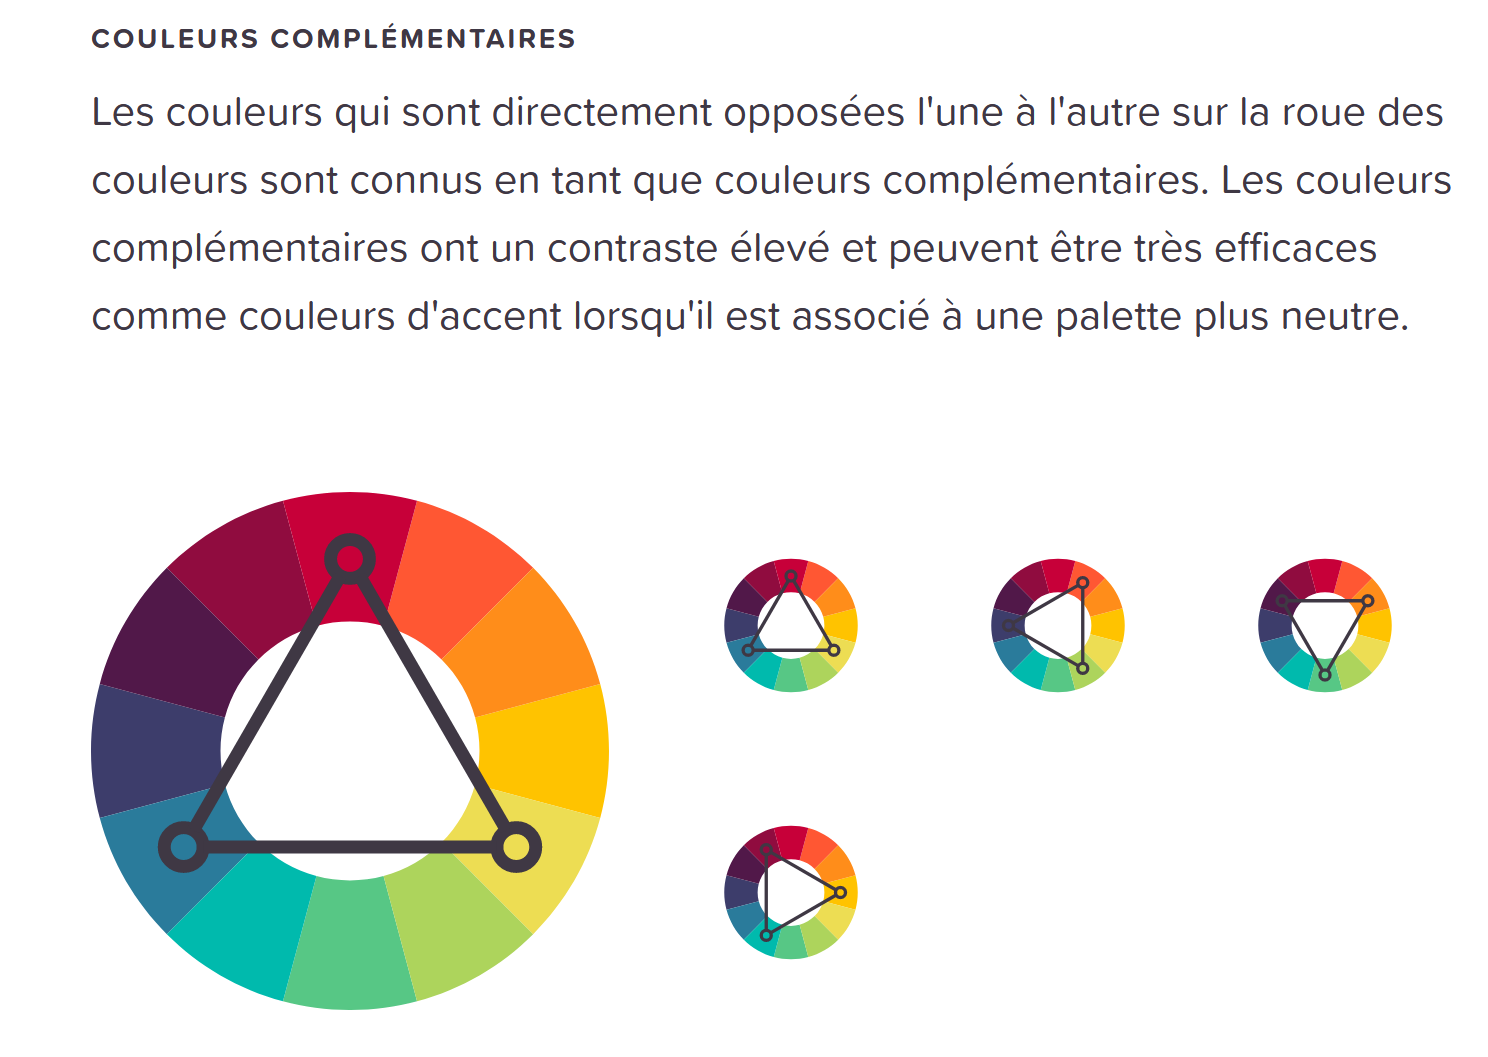 COULEURS COMPLÉMENTAIRES
Les couleurs qui sont directement opposées l'une à l'autre sur la roue des
couleurs sont connus en tant que couleurs complémentaires. Les couleurs
complémentaires ont un contraste élevé et peuvent être très efficaces
comme couleurs d'accent lorsqu'il est associé à une palette plus neutre.